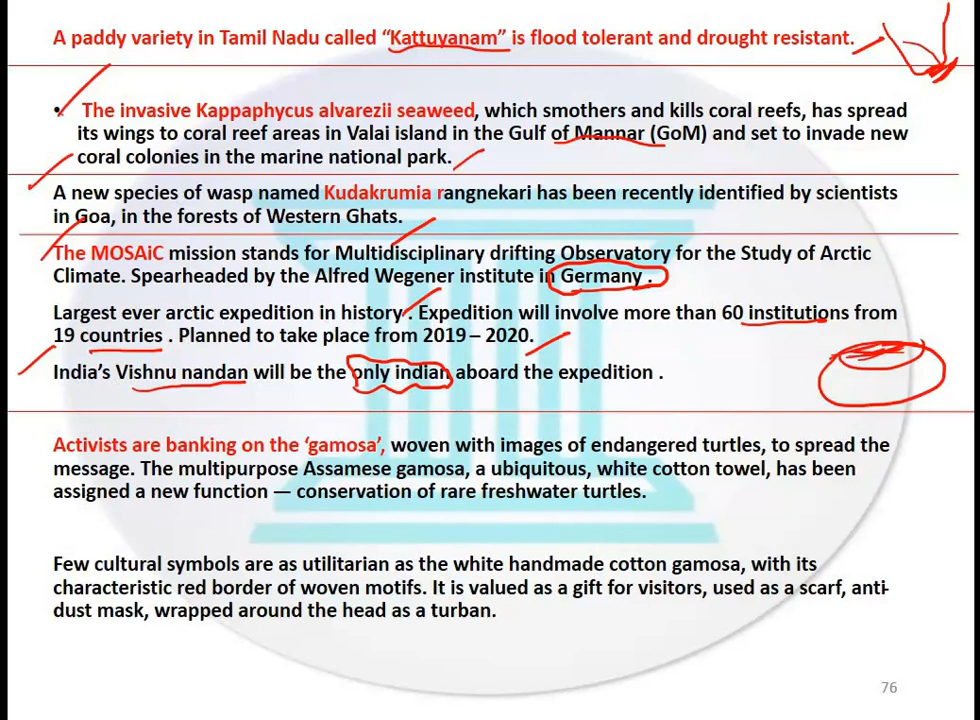 A paddy variety in Tamil Nadu called “Kattuyanam” is flood tolerant and drought resistant.
• The invasive Kappaphycus alvarezii seaweed, which smothers and kills coral reefs, has spread
its wings to coral reef areas in Valai island in the Gulf of Mannar (GoM) and set to invade new
coral colonies in the marine national park.
A new species of wasp named Kudakrumia rangnekari has been recently identified by scientists
in Goa, in the forests of Western Ghats.
The MOSAiC mission stands for Multidisciplinary drifting Observatory for the Study of Arctic
Climate. Spearheaded by the Alfred Wegener institute in Germany .
Largest ever arctic expedition in history . Expedition will involve more than 60 institutions from
19 countries . Planned to take place from 2019 – 2020.
India’s Vishnu nandan will be the only indian aboard the expedition .
Activists are banking on the ‘gamosa’, woven with images of endangered turtles, to spread the
message. The multipurpose Assamese gamosa, a ubiquitous, white cotton towel, has been
assigned a new function — conservation of rare freshwater turtles.
Few cultural symbols are as utilitarian as the white handmade cotton gamosa, with its
characteristic red border of woven motifs. It is valued as a gift for visitors, used as a scarf, anti-
dust mask, wrapped around the head as a turban.
76